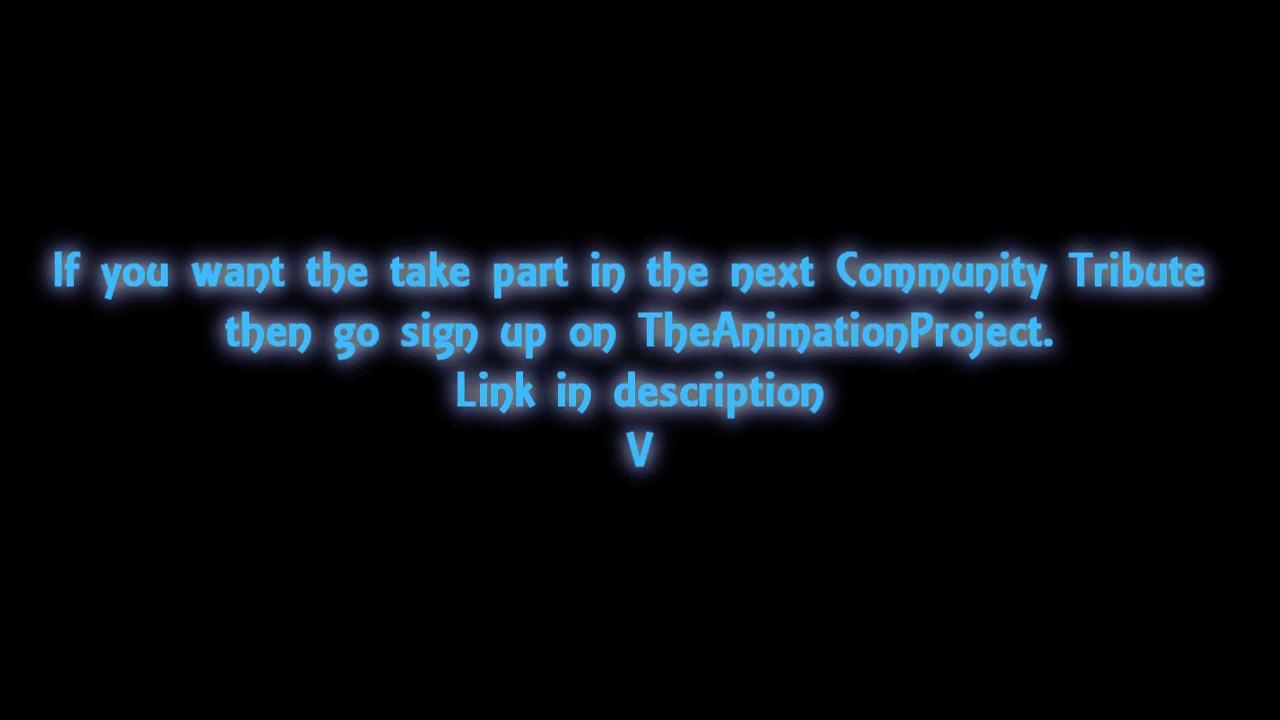 If you want the take part in the next Community Tribute
then go sign up on TheAnimationProject.
Link in description
V